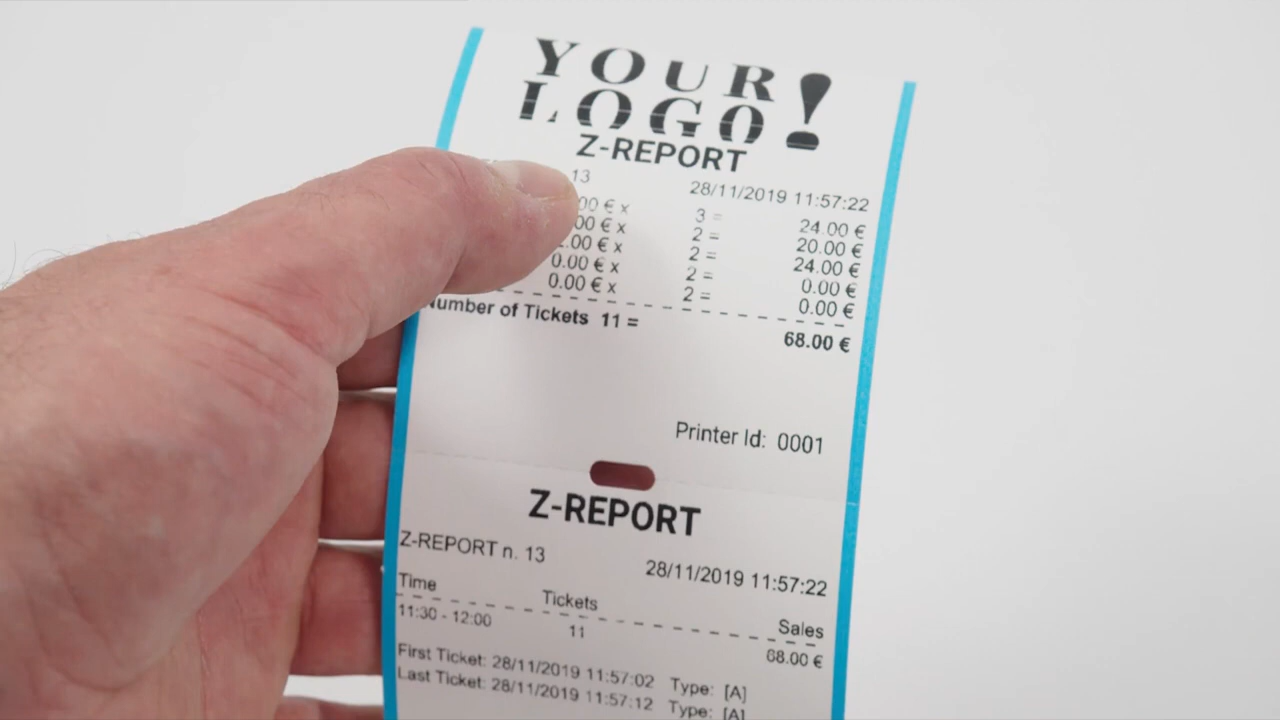 YOUR
LOGO!
Z-REPORT
13 28/11/2019 11:57:22
00 € x 3 = 24.00 €
00 € x 2 = 20.00 €
.00 € x 2 = 24.00 €
0.00 € x 2 = 0.00 €
0.00 € x 2 = 0.00 €
Number of Tickets 11 = 68.00 €
Printer Id: 0001
Z-REPORT
Z-REPORT n. 13 28/11/2019 11:57:22
Time Tickets Sales
11:30 - 12:00 11 68.00 €
First Ticket: 28/11/2019 11:57:02 Type: [A]
Last Ticket: 28/11/2019 11:57:12 Type: [A]